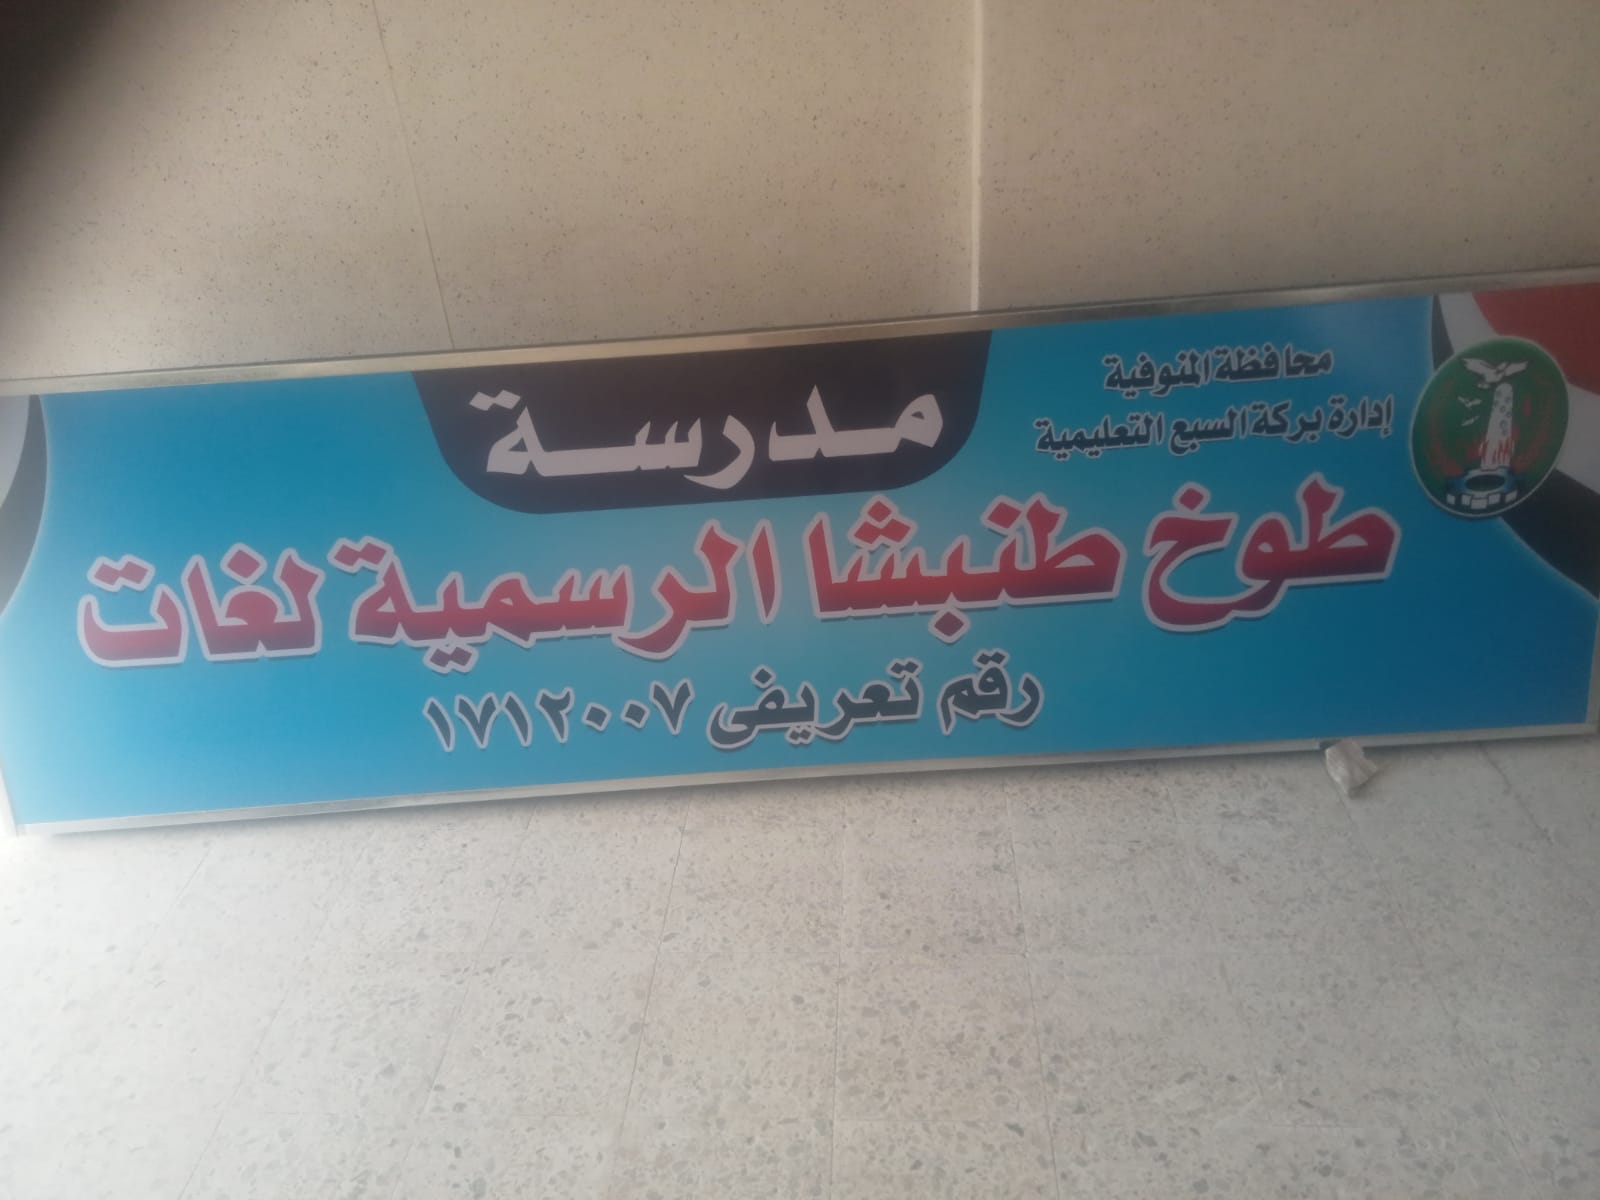 محافظة المنوفية
إدارة بركة السبع التعليمية
مدرسة
طوخ طنبشا الرسمية لغات
رقم تعريفى ١٧١٢٠٠٧